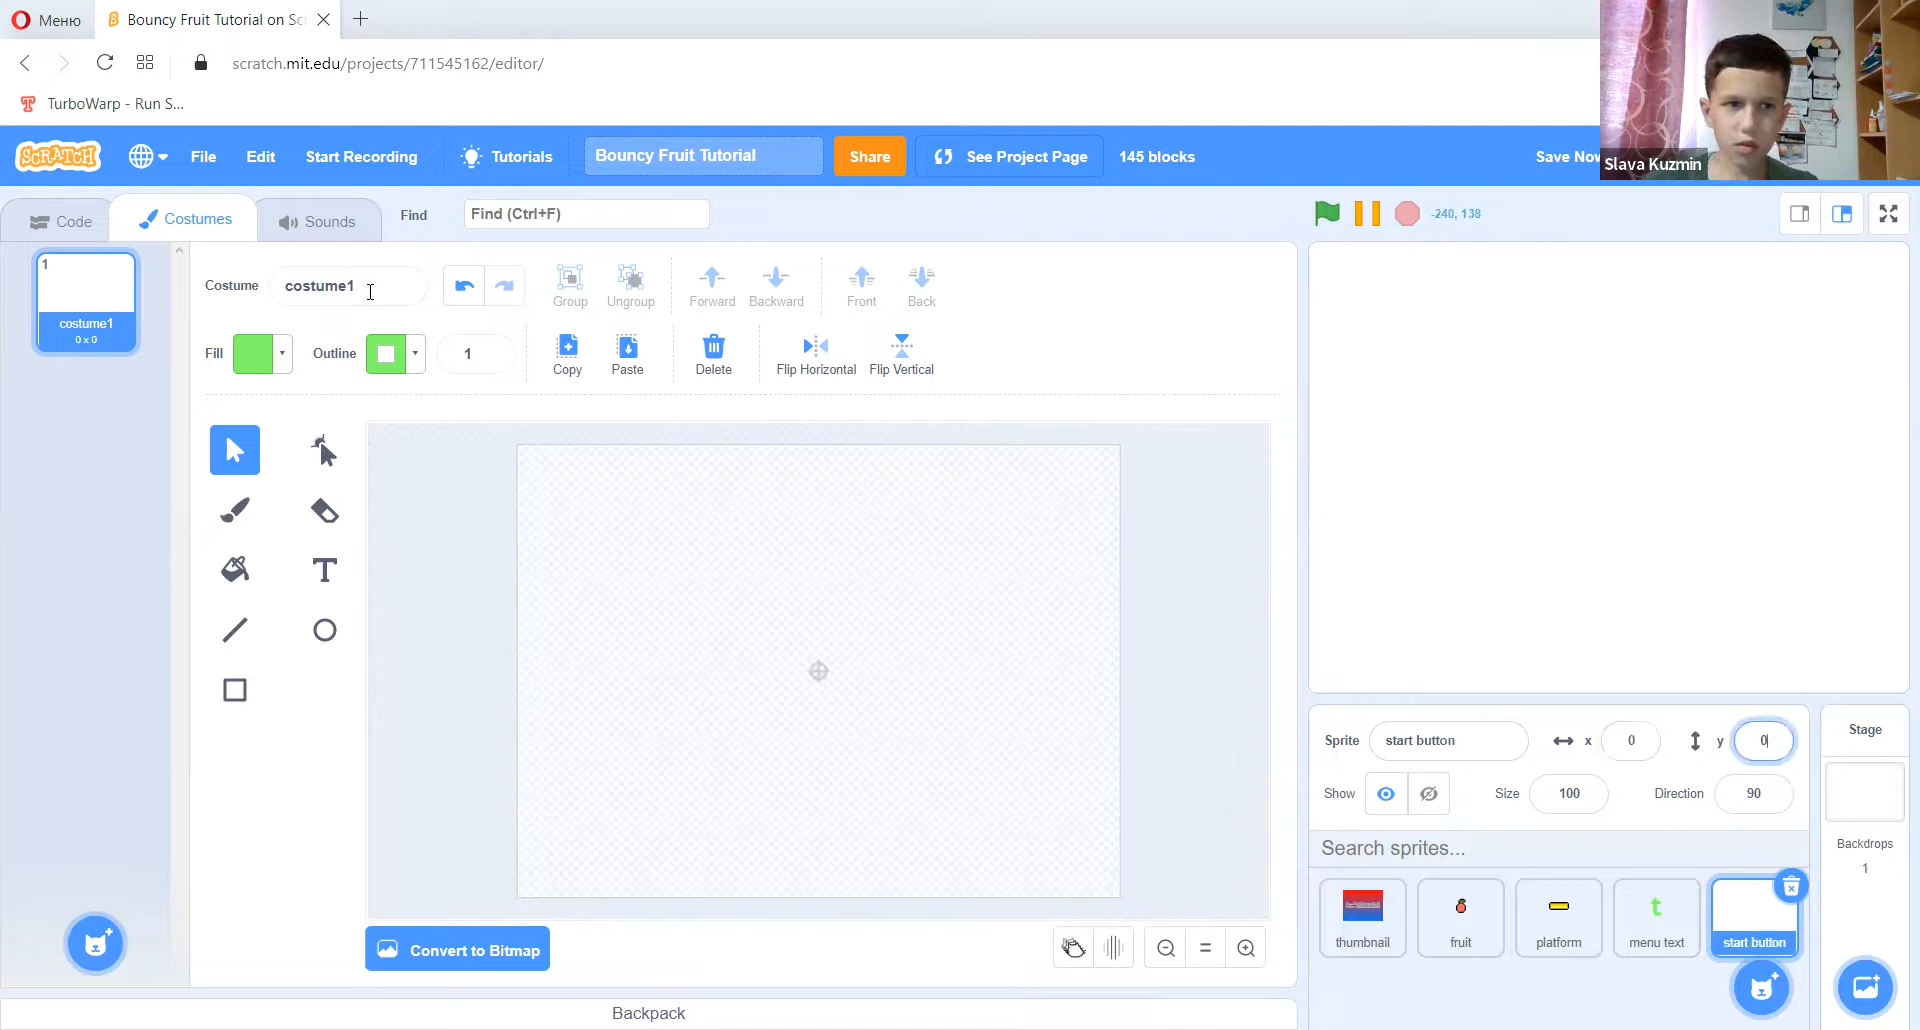 Меню
Bouncy Fruit Tutorial on Sc
scratch.mit.edu/projects/711545162/editor/
TurboWarp - Run S...
SCRATCH
File
Edit
Start Recording
Tutorials
Bouncy Fruit Tutorial
Share
See Project Page
145 blocks
Save Now
Slava Kuzmin
Code
Costumes
Sounds
Find
Find (Ctrl+F)
-240, 138
1
costume1
0 x 0
Costume
costume1
Group
Ungroup
Forward
Backward
Front
Back
Fill
Outline
1
Copy
Paste
Delete
Flip Horizontal
Flip Vertical
T
Convert to Bitmap
Backpack
Sprite
start button
x
0
y
0
Show
Size
100
Direction
90
Search sprites...
thumbnail
fruit
platform
t
menu text
start button
Stage
Backdrops
1